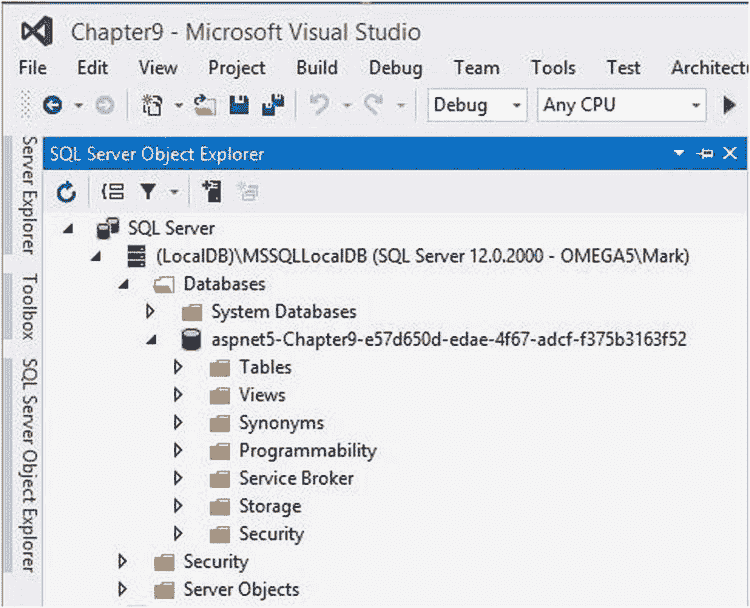 Chapter9 - Microsoft Visual Studio
File Edit View Project Build Debug Team Tools Test Architect
Debug Any CPU
Server Explorer
Toolbox
SQL Server Object Explorer
SQL Server Object Explorer
SQL Server
(LocalDB)\MSSQLLocalDB (SQL Server 12.0.2000 - OMEGA5\Mark)
Databases
System Databases
aspnet5-Chapter9-e57d650d-edae-4f67-adcf-f375b3163f52
Tables
Views
Synonyms
Programmability
Service Broker
Storage
Security
Security
Server Objects